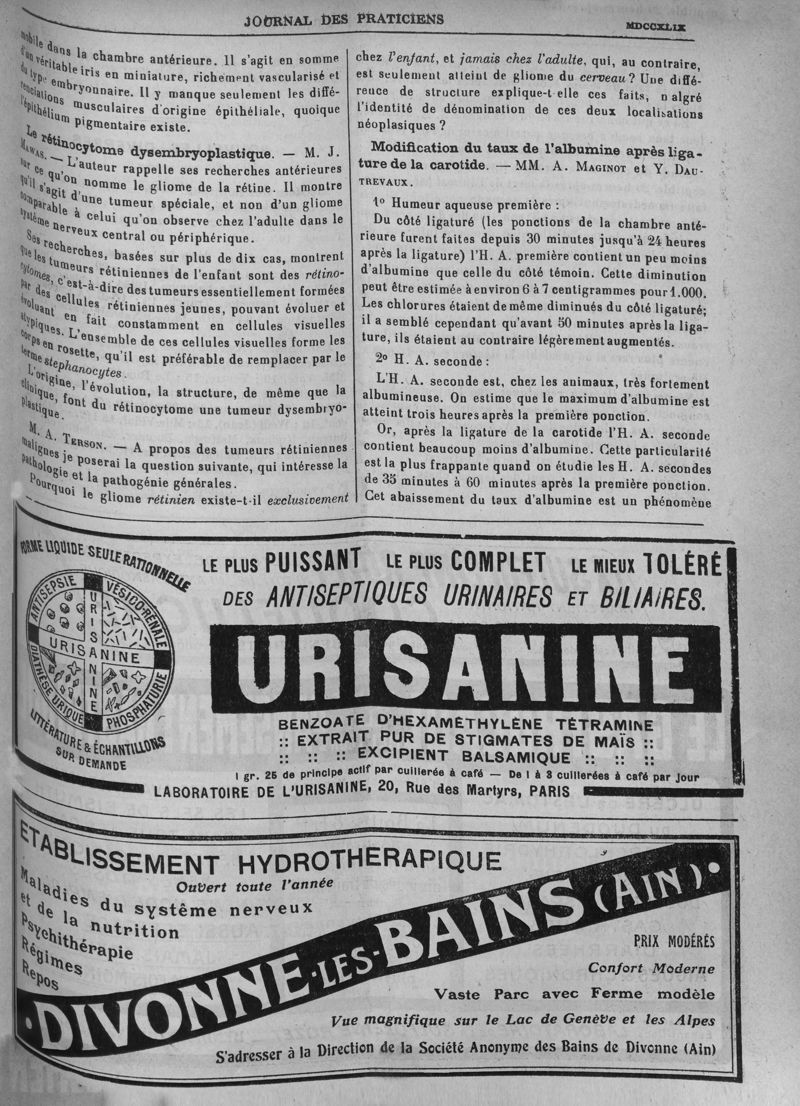 JOURNAL DES PRATICIENS
MDCCXLIX
mobile dans la chambre antérieure. Il s'agit en somme
d'un véritable iris en miniature, richement vascularisé et
du type embryonnaire. Il y manque seulement les diffé-
renciations musculaires d'origine épithéliale, quoique
l'épithélium pigmentaire existe.
Le rétinocytome dysembryoplastique. — M. J.
MAWAS. — L'auteur rappelle ses recherches antérieures
sur ce qu'on nomme le gliome de la rétine. Il montre
qu'il s'agit d'une tumeur spéciale, et non d'un gliome
comparable à celui qu'on observe chez l'adulte dans le
système nerveux central ou périphérique.
Ses recherches, basées sur plus de dix cas, montrent
que les tumeurs rétiniennes de l'enfant sont des rétino-
cytomes, c'est-à-dire des tumeurs essentiellement formées
par des cellules rétiniennes jeunes, pouvant évoluer et
évoluant en fait constamment en cellules visuelles
atypiques. L'ensemble de ces cellules visuelles forme les
corps en rosette, qu'il est préférable de remplacer par le
terme stephanocytes.
L'origine, l'évolution, la structure, de même que la
clinique, font du rétinocytome une tumeur dysembryo-
plastique.
M. A. TERSON. — A propos des tumeurs rétiniennes
malignes je poserai la question suivante, qui intéresse la
pathologie et la pathogénie générales.
Pourquoi le gliome rétinien existe-t-il exclusivement
chez l'enfant, et jamais chez l'adulte, qui, au contraire,
est seulement atteint de gliome du cerveau ? Une diffé-
rence de structure explique-t-elle ces faits, malgré
l'identité de dénomination de ces deux localisations
néoplasiques ?
Modification du taux de l'albumine après liga-
ture de la carotide. — MM. A. MAGINOT et Y. DAU-
TREVAUX.
1º Humeur aqueuse première :
Du côté ligaturé (les ponctions de la chambre anté-
rieure furent faites depuis 30 minutes jusqu'à 24 heures
après la ligature) l'H. A. première contient un peu moins
d'albumine que celle du côté témoin. Cette diminution
peut être estimée à environ 6 à 7 centigrammes pour 1.000.
Les chlorures étaient de même diminués du côté ligaturé;
il a semblé cependant qu'avant 50 minutes après la liga-
ture, ils étaient au contraire légèrement augmentés.
2º H. A. seconde :
L'H. A. seconde est, chez les animaux, très fortement
albumineuse. On estime que le maximum d'albumine est
atteint trois heures après la première ponction.
Or, après la ligature de la carotide l'H. A. seconde
contient beaucoup moins d'albumine. Cette particularité
est la plus frappante quand on étudie les H. A. secondes
de 35 minutes à 60 minutes après la première ponction.
Cet abaissement du taux d'albumine est un phénomène
FORME LIQUIDE SEULE RATIONNELLE
ANTISEPSIE VÉSICO-RÉNALE
URISANINE
URISANINE
DIATHÈSE URIQUE PHOSPHATURIE
LITTÉRATURE & ÉCHANTILLONS
SUR DEMANDE
LE PLUS PUISSANT LE PLUS COMPLET LE MIEUX TOLÉRÉ
DES ANTISEPTIQUES URINAIRES ET BILIAIRES.
URISANINE
BENZOATE D'HEXAMÉTHYLÈNE TÉTRAMINE
:: EXTRAIT PUR DE STIGMATES DE MAÏS ::
:: :: :: EXCIPIENT BALSAMIQUE :: :: ::
1 gr. 25 de principe actif par cuillerée à café — De 1 à 3 cuillerées à café par jour
LABORATOIRE DE L'URISANINE, 20, Rue des Martyrs, PARIS
ETABLISSEMENT HYDROTHERAPIQUE
Ouvert toute l'année
Maladies du système nerveux
et de la nutrition
Psychithérapie
Régimes
Repos
• DIVONNE-LES-BAINS (AIN) •
PRIX MODÉRÉS
Confort Moderne
Vaste Parc avec Ferme modèle
Vue magnifique sur le Lac de Genève et les Alpes
S'adresser à la Direction de la Société Anonyme des Bains de Divonne (Ain)